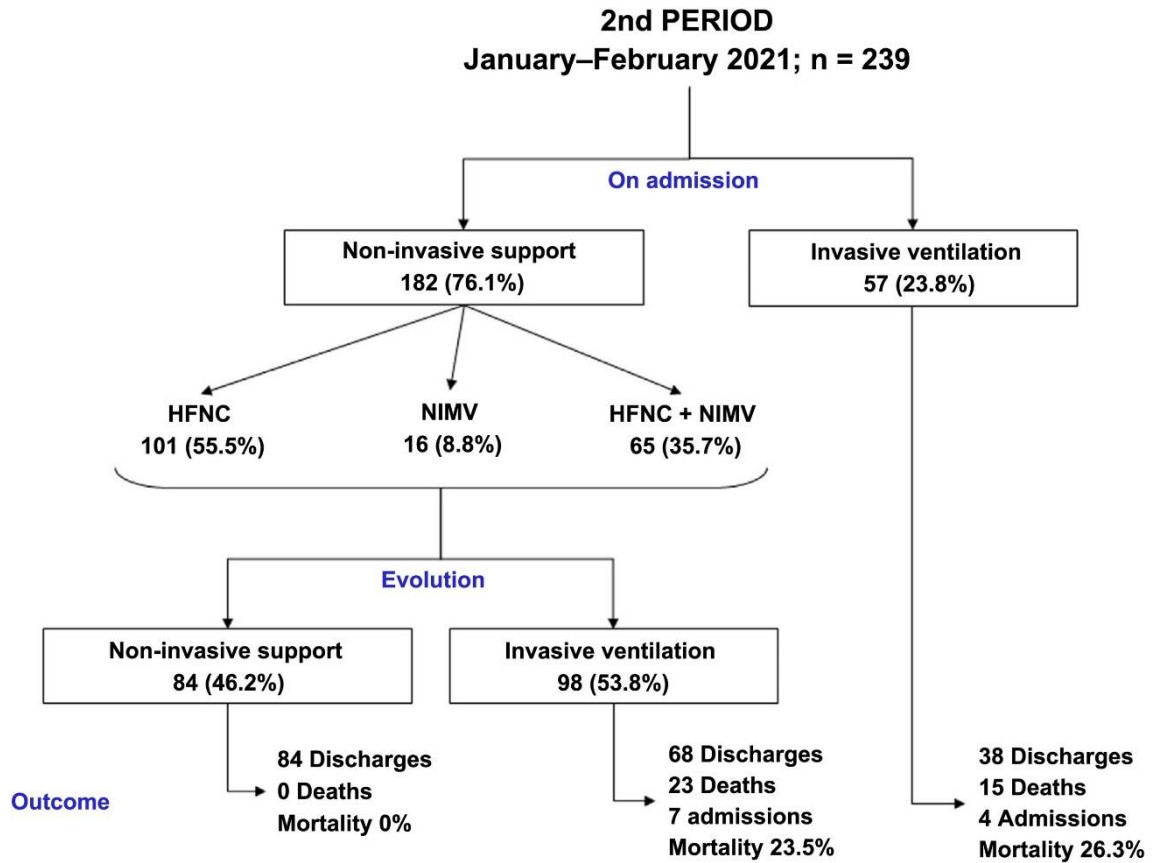 2nd PERIOD
January–February 2021; n = 239
On admission
Non-invasive support
182 (76.1%)
Invasive ventilation
57 (23.8%)
HFNC
101 (55.5%)
NIMV
16 (8.8%)
HFNC + NIMV
65 (35.7%)
Evolution
Non-invasive support
84 (46.2%)
Invasive ventilation
98 (53.8%)
Outcome
84 Discharges
0 Deaths
Mortality 0%
68 Discharges
23 Deaths
7 admissions
Mortality 23.5%
38 Discharges
15 Deaths
4 Admissions
Mortality 26.3%